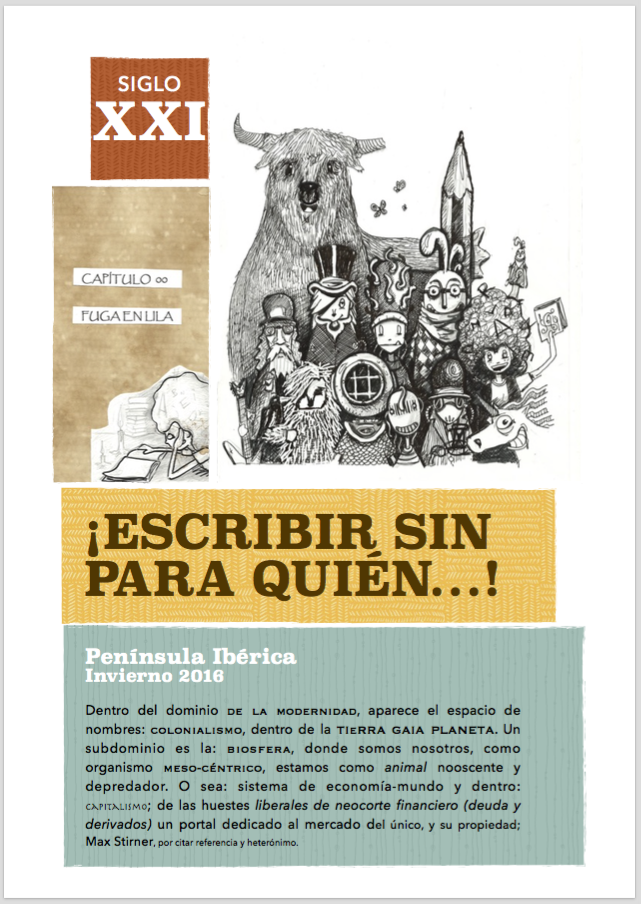 SIGLO
XXI
CAPÍTULO ∞
FUGA EN LILA
¡ESCRIBIR SIN
PARA QUIÉN...!
Península Ibérica
Invierno 2016
Dentro del dominio DE LA MODERNIDAD, aparece el espacio de
nombres: COLONIALISMO, dentro de la TIERRA GAIA PLANETA. Un
subdominio es la: BIOSFERA, donde somos nosotros, como
organismo MESO-CÉNTRICO, estamos como animal nooscente y
depredador. O sea: sistema de economía-mundo y dentro:
CAPITALISMO; de las huestes liberales de neocorte financiero (deuda y
derivados) un portal dedicado al mercado del único, y su propiedad;
Max Stirner, por citar referencia y heterónimo.